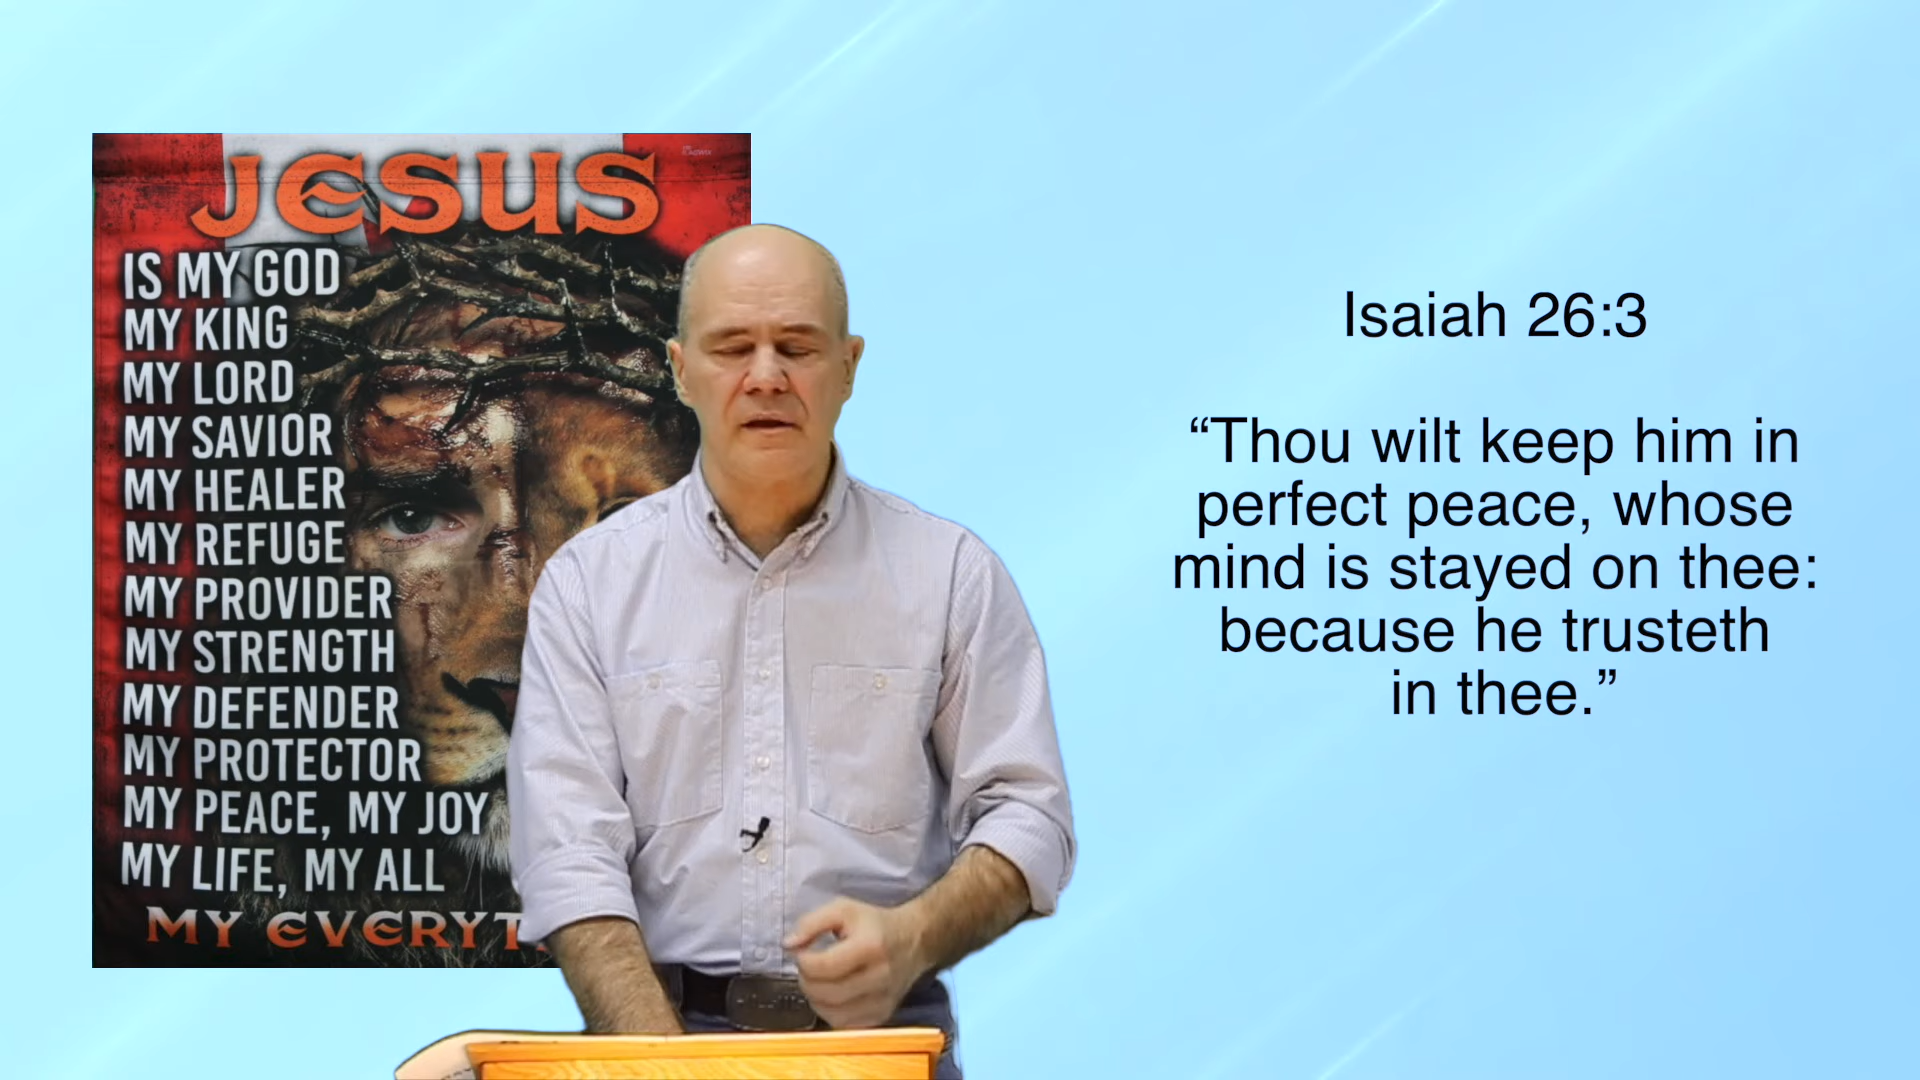 JESUS
IS MY GOD
MY KING
MY LORD
MY SAVIOR
MY HEALER
MY REFUGE
MY PROVIDER
MY STRENGTH
MY DEFENDER
MY PROTECTOR
MY PEACE, MY JOY
MY LIFE, MY ALL
MY EVERYT
Isaiah 26:3
“Thou wilt keep him in
perfect peace, whose
mind is stayed on thee:
because he trusteth
in thee.”